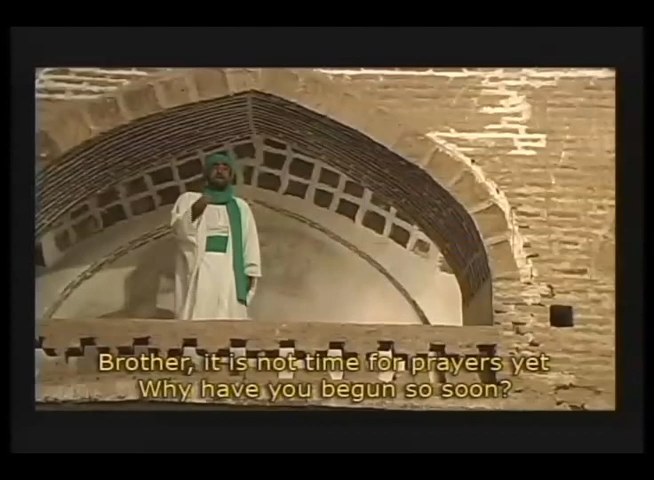 Brother, it is not time for prayers yet
Why have you begun so soon?